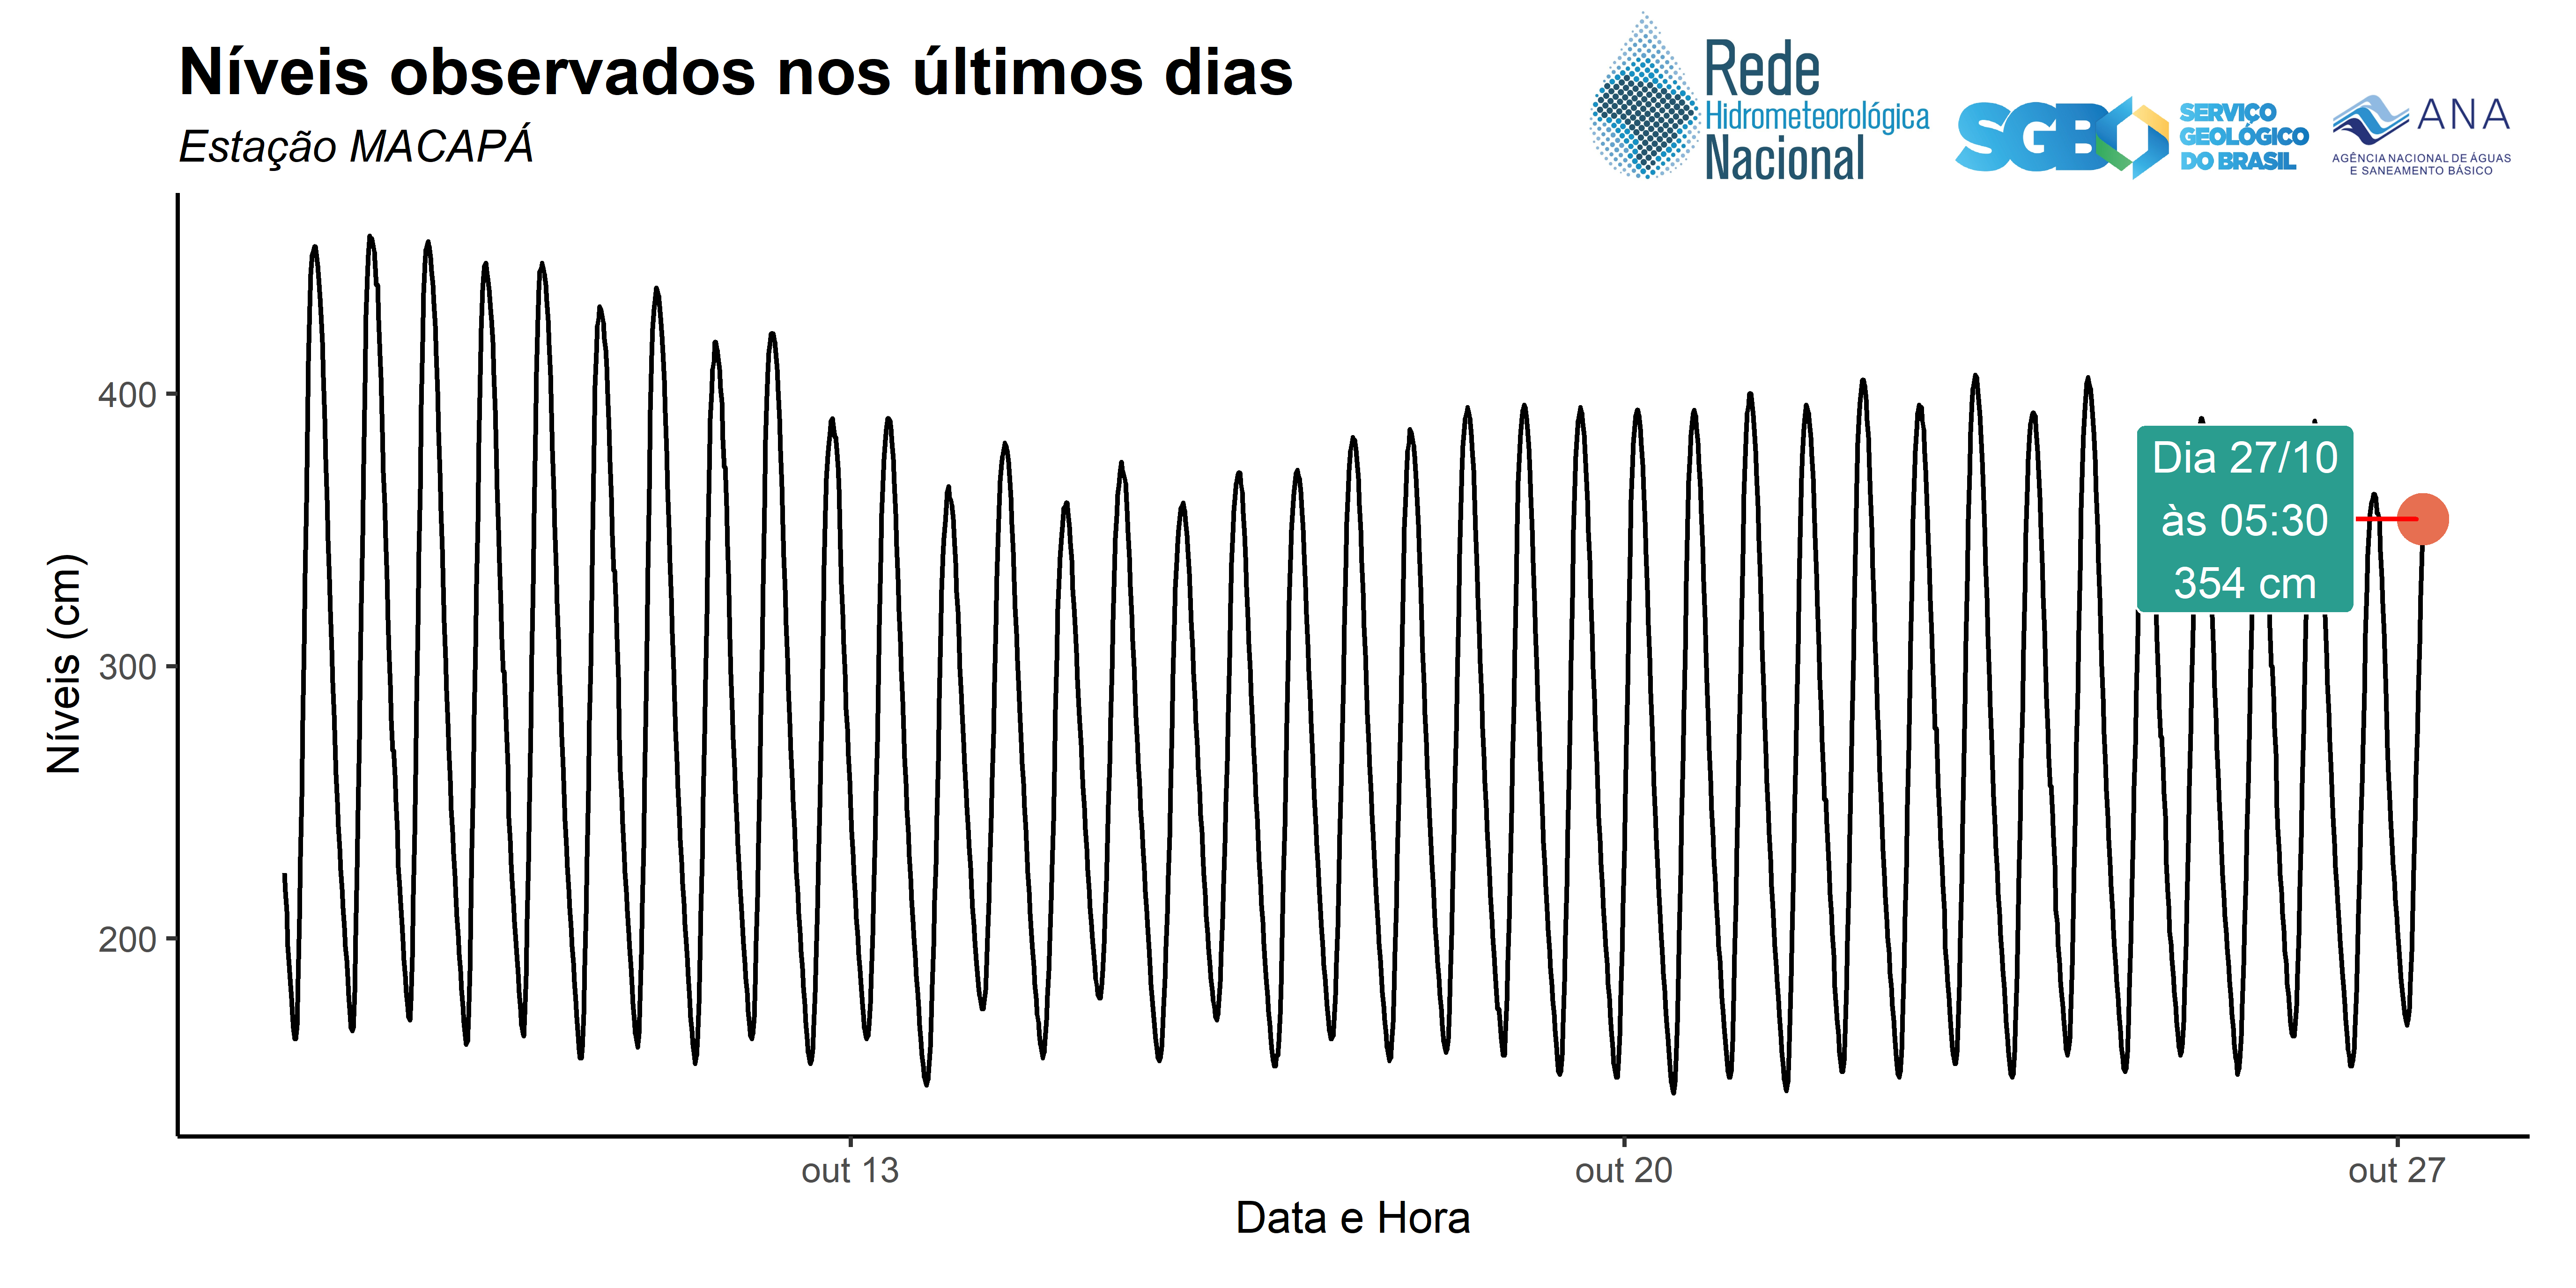 Níveis observados nos últimos dias
Estação MACAPÁ
Rede
Hidrometeorológica
Nacional
SGB
SERVIÇO
GEOLÓGICO
DO BRASIL
ANA
AGÊNCIA NACIONAL DE ÁGUAS
E SANEAMENTO BÁSICO
Níveis (cm)
400
300
200
Dia 27/10
às 05:30
354 cm
out 13
out 20
out 27
Data e Hora